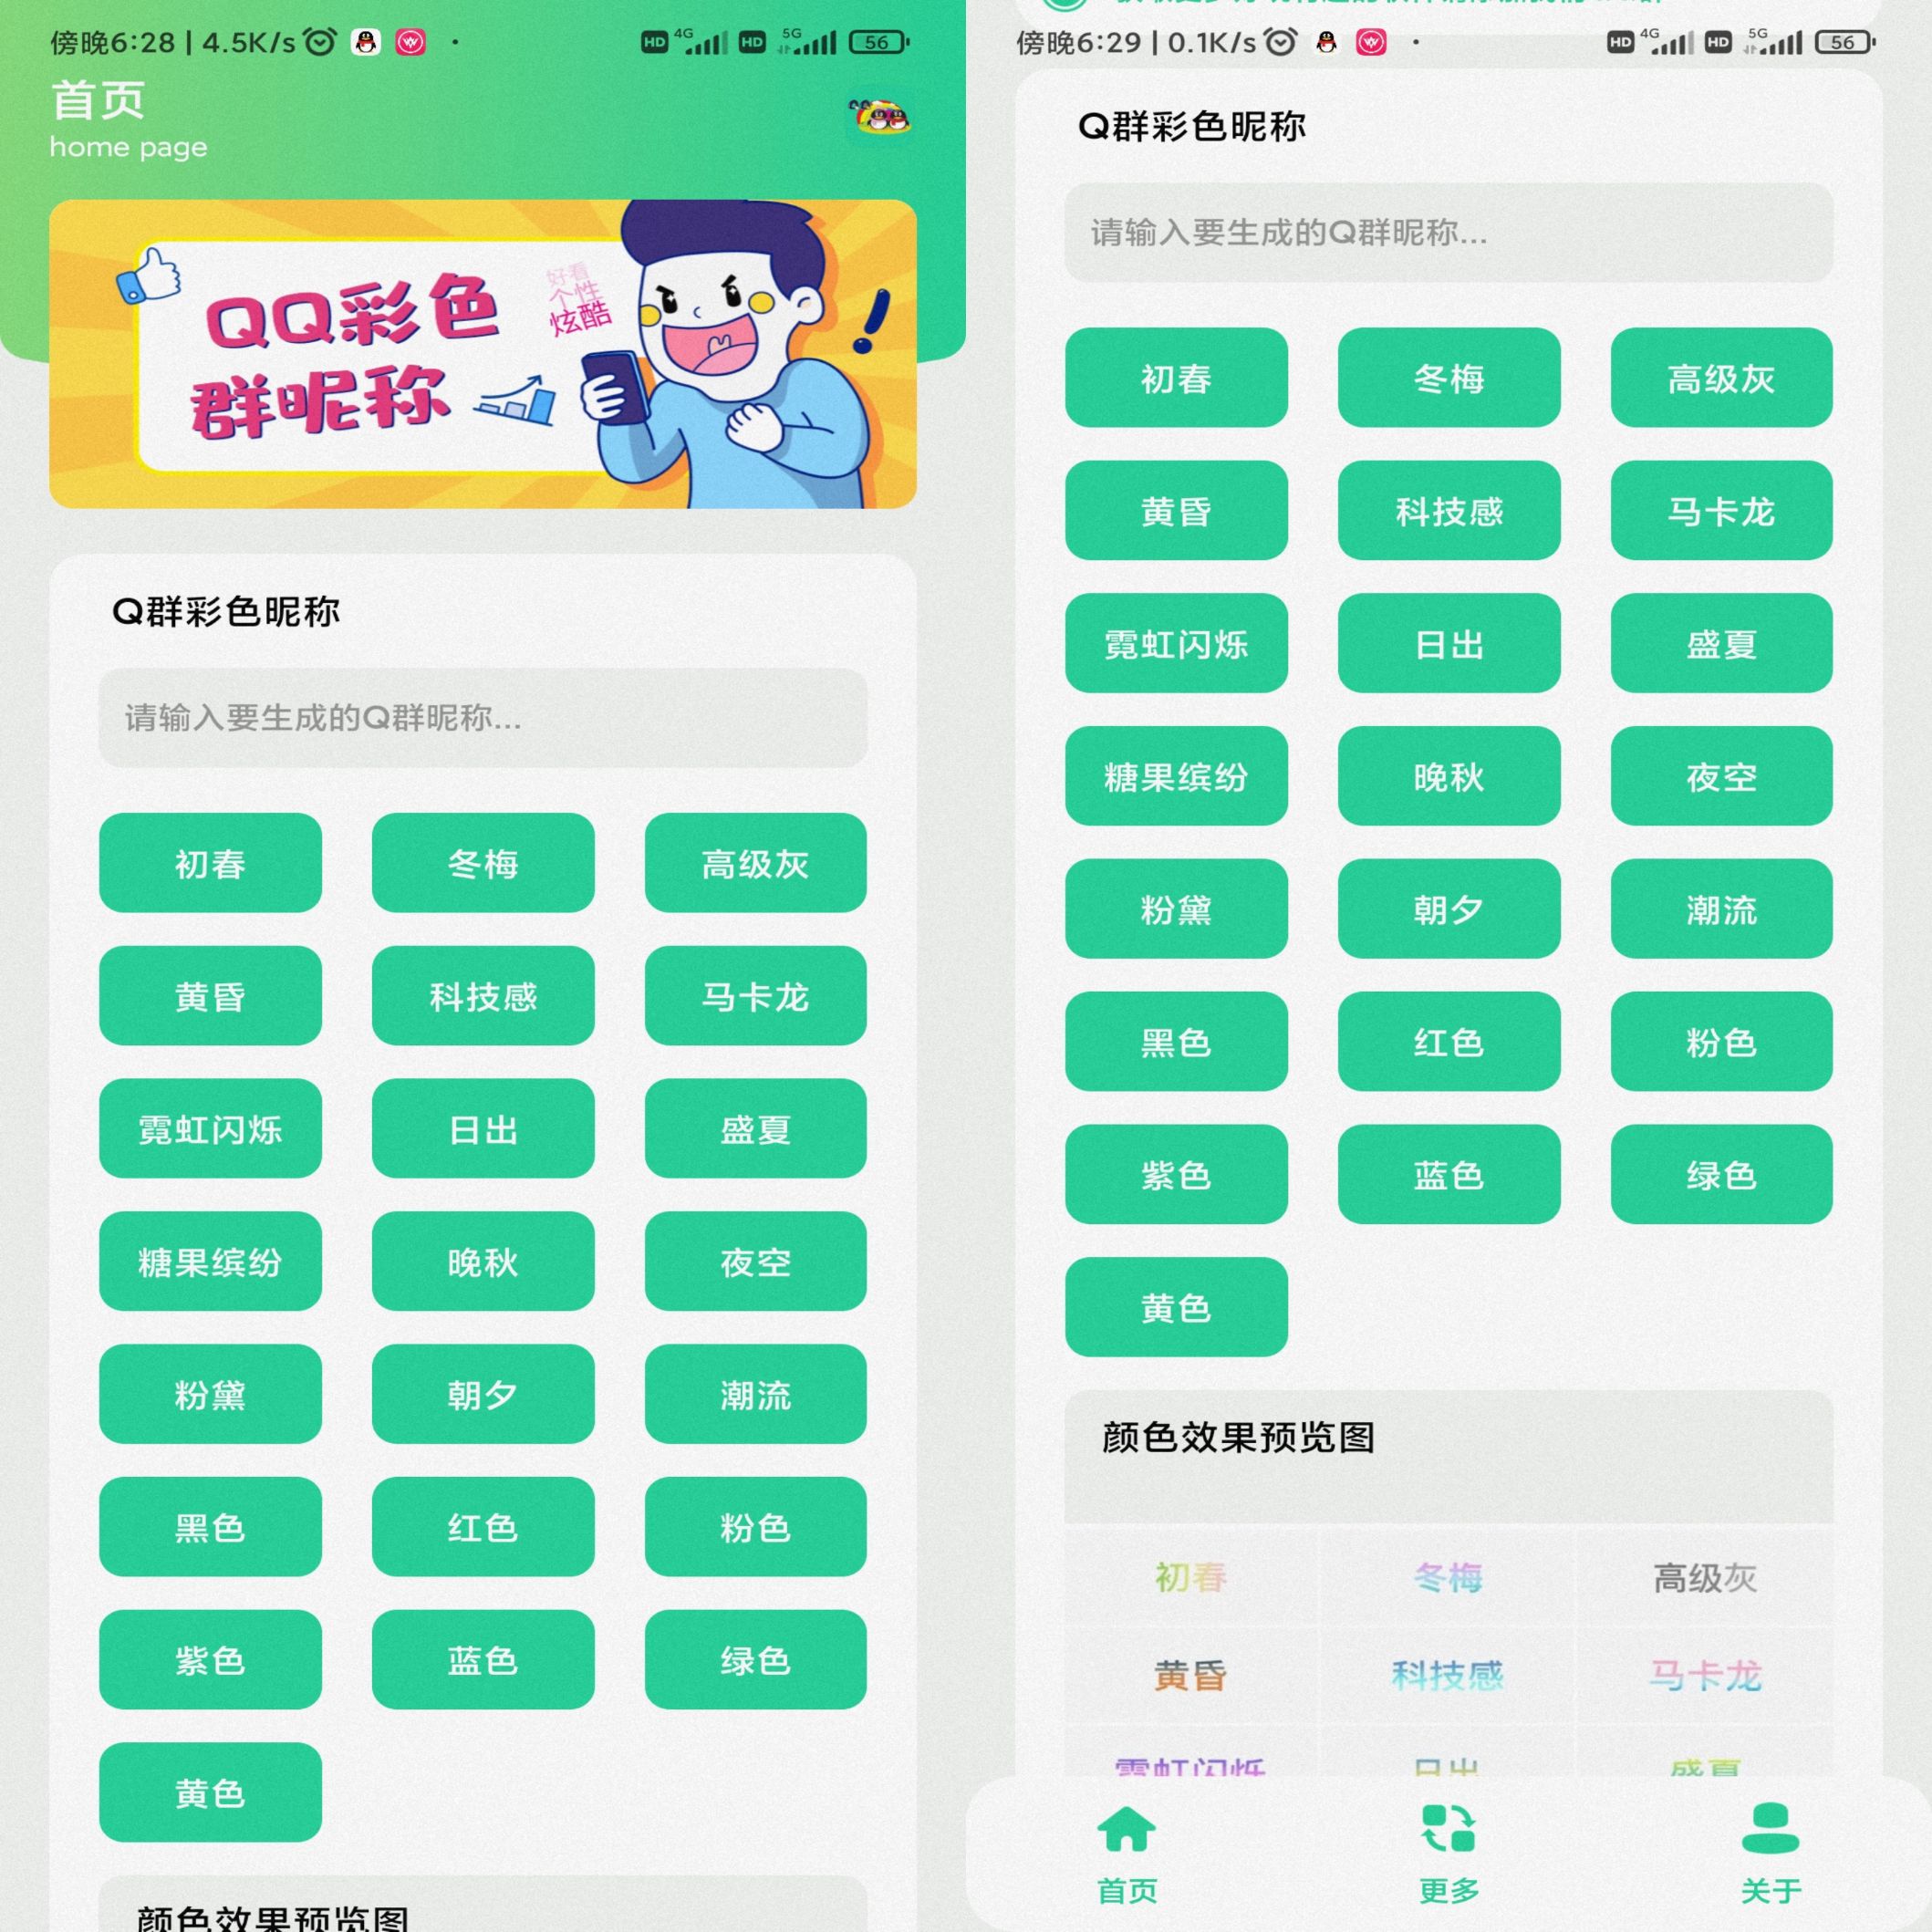 傍晚6:28 | 4.5K/s
HD 4G HD 5G 56
首页
home page
QQ彩色
群昵称
好看
个性
炫酷
Q群彩色昵称
请输入要生成的Q群昵称...
初春 冬梅 高级灰
黄昏 科技感 马卡龙
霓虹闪烁 日出 盛夏
糖果缤纷 晚秋 夜空
粉黛 朝夕 潮流
黑色 红色 粉色
紫色 蓝色 绿色
黄色
颜色效果预览图
傍晚6:29 | 0.1K/s
HD 4G HD 5G 56
Q群彩色昵称
请输入要生成的Q群昵称...
初春 冬梅 高级灰
黄昏 科技感 马卡龙
霓虹闪烁 日出 盛夏
糖果缤纷 晚秋 夜空
粉黛 朝夕 潮流
黑色 红色 粉色
紫色 蓝色 绿色
黄色
颜色效果预览图
初春 冬梅 高级灰
黄昏 科技感 马卡龙
霓虹闪烁 日出 盛夏
首页 更多 关于